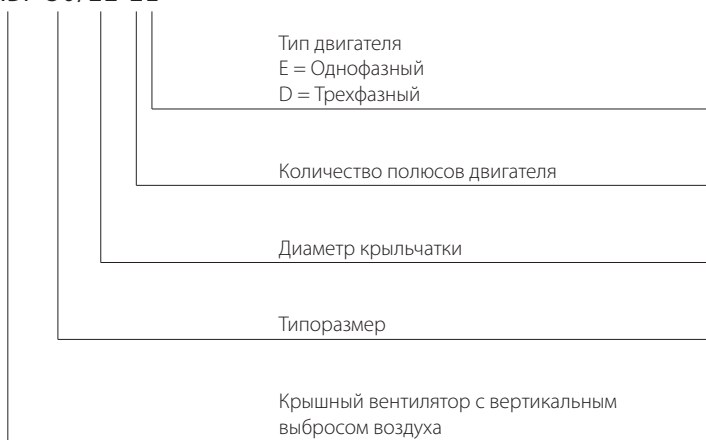 Тип двигателя
E = Однофазный
D = Трехфазный
Количество полюсов двигателя
Диаметр крыльчатки
Типоразмер
Крышный вентилятор с вертикальным
выбросом воздуха